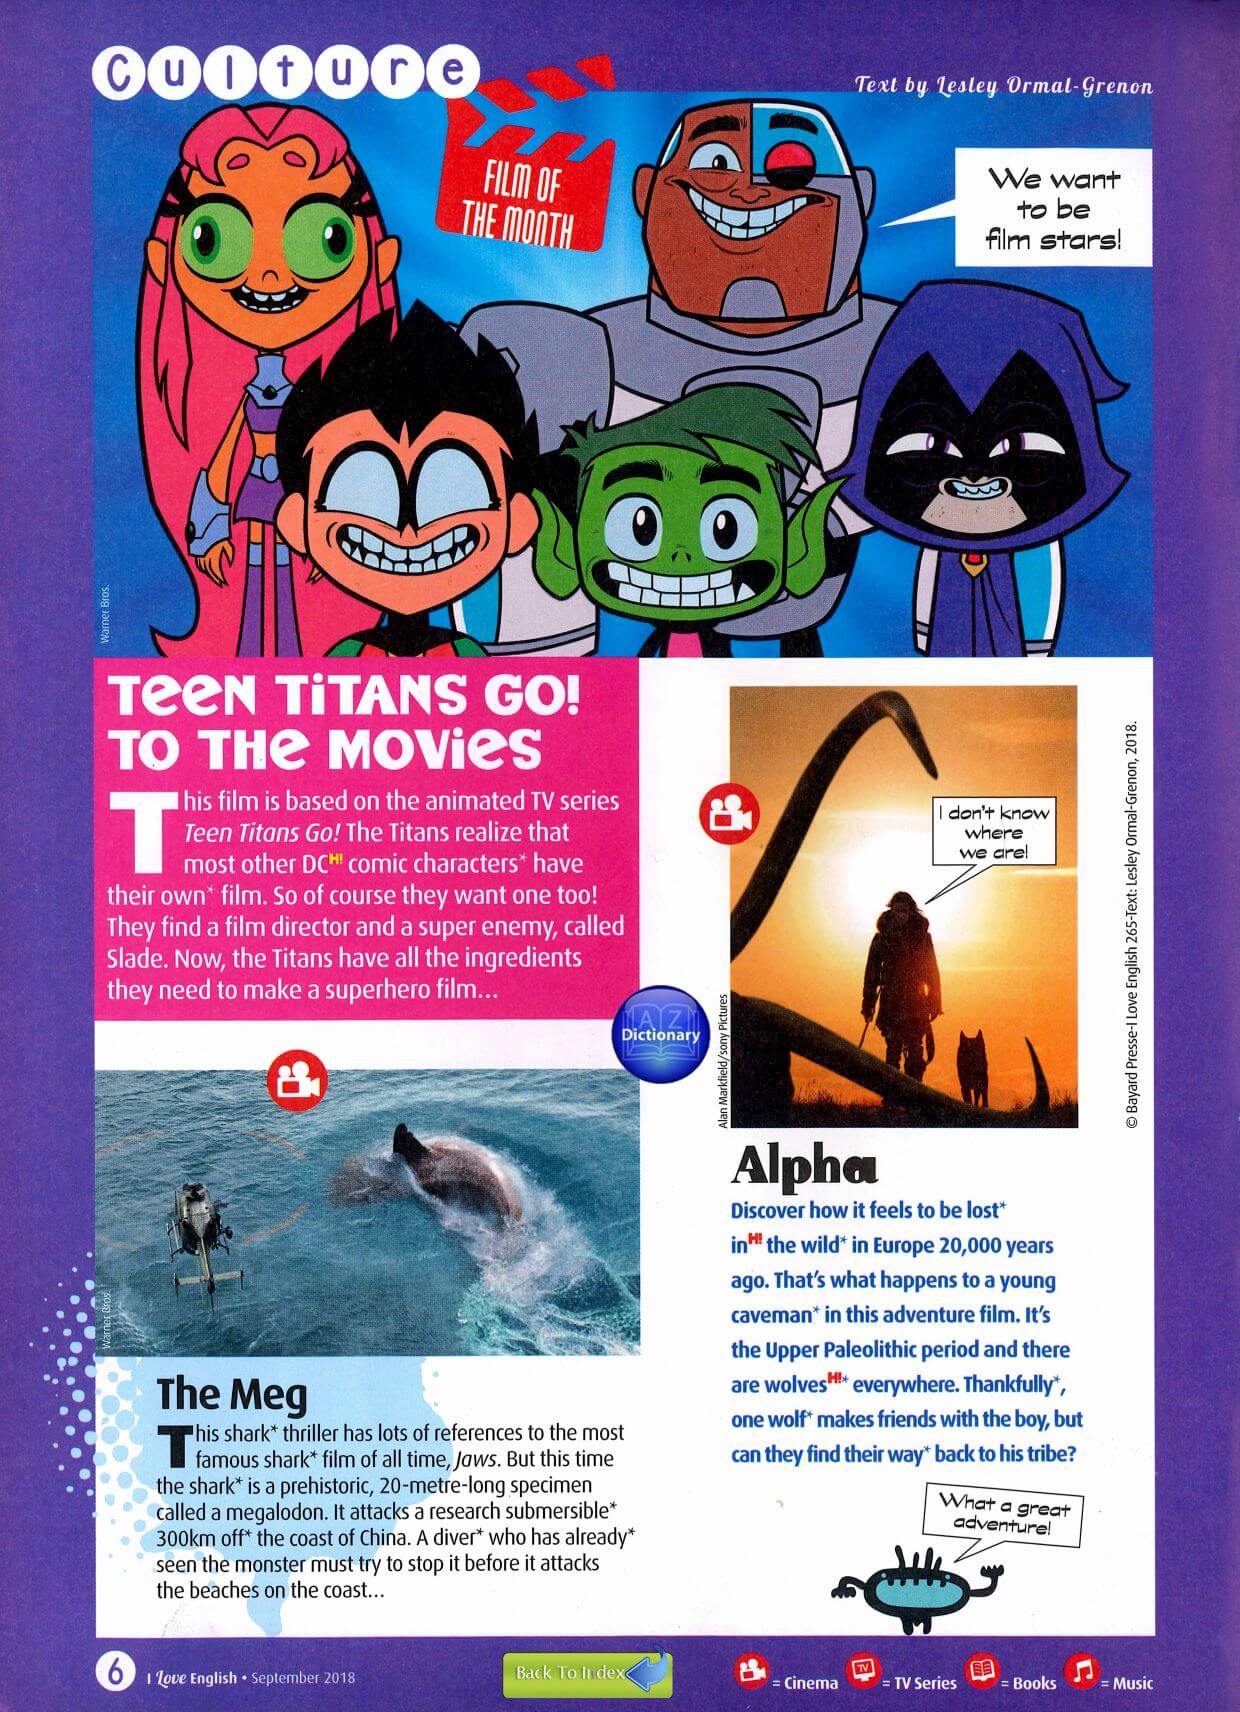 Culture
Text by Lesley Ormal-Grenon
FILM OF
THE MONTH
We want
to be
film stars!
Warner Bros.
TEEN TITANS GO!
TO THE MOVIES
This film is based on the animated TV series
Teen Titans Go! The Titans realize that
most other DCH! comic characters* have
their own* film. So of course they want one too!
They find a film director and a super enemy, called
Slade. Now, the Titans have all the ingredients
they need to make a superhero film...
A Z
Dictionary
Warner Bros.
The Meg
This shark* thriller has lots of references to the most
famous shark* film of all time, Jaws. But this time
the shark* is a prehistoric, 20-metre-long specimen
called a megalodon. It attacks a research submersible*
300km off* the coast of China. A diver* who has already*
seen the monster must try to stop it before it attacks
the beaches on the coast...
I don't know
where
we are!
Alan Markfield/sony Pictures
© Bayard Presse-I Love English 265-Text: Lesley Ormal-Grenon, 2018.
Alpha
Discover how it feels to be lost*
inH! the wild* in Europe 20,000 years
ago. That's what happens to a young
caveman* in this adventure film. It's
the Upper Paleolithic period and there
are wolvesH!* everywhere. Thankfully*,
one wolf* makes friends with the boy, but
can they find their way* back to his tribe?
What a great
adventure!
6 I Love English • September 2018
Back To Index
= Cinema TV = TV Series = Books = Music